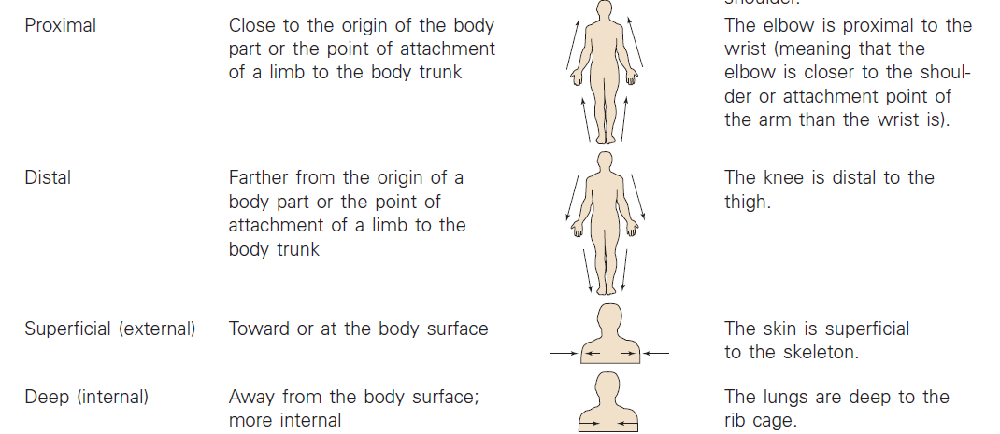 shoulder.
Proximal
Close to the origin of the body
part or the point of attachment
of a limb to the body trunk
The elbow is proximal to the
wrist (meaning that the
elbow is closer to the shoul-
der or attachment point of
the arm than the wrist is).
Distal
Farther from the origin of a
body part or the point of
attachment of a limb to the
body trunk
The knee is distal to the
thigh.
Superficial (external)
Toward or at the body surface
The skin is superficial
to the skeleton.
Deep (internal)
Away from the body surface;
more internal
The lungs are deep to the
rib cage.